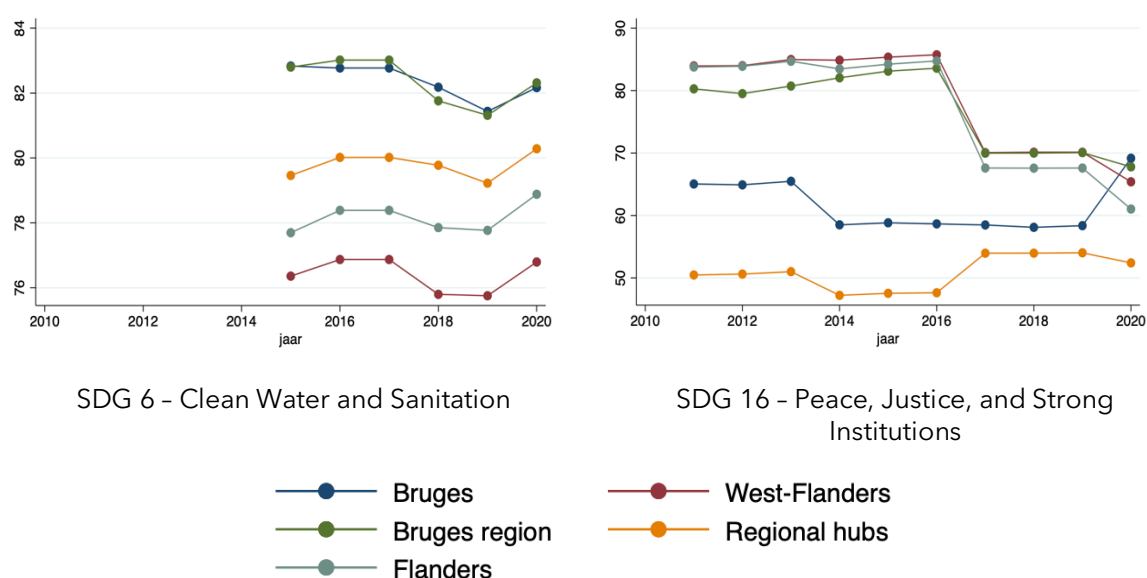 84
82
80
78
76
2010 2012 2014 2016 2018 2020
jaar
90
80
70
60
50
2010 2012 2014 2016 2018 2020
jaar
SDG 6 – Clean Water and Sanitation
SDG 16 – Peace, Justice, and Strong
Institutions
Bruges
West-Flanders
Bruges region
Regional hubs
Flanders